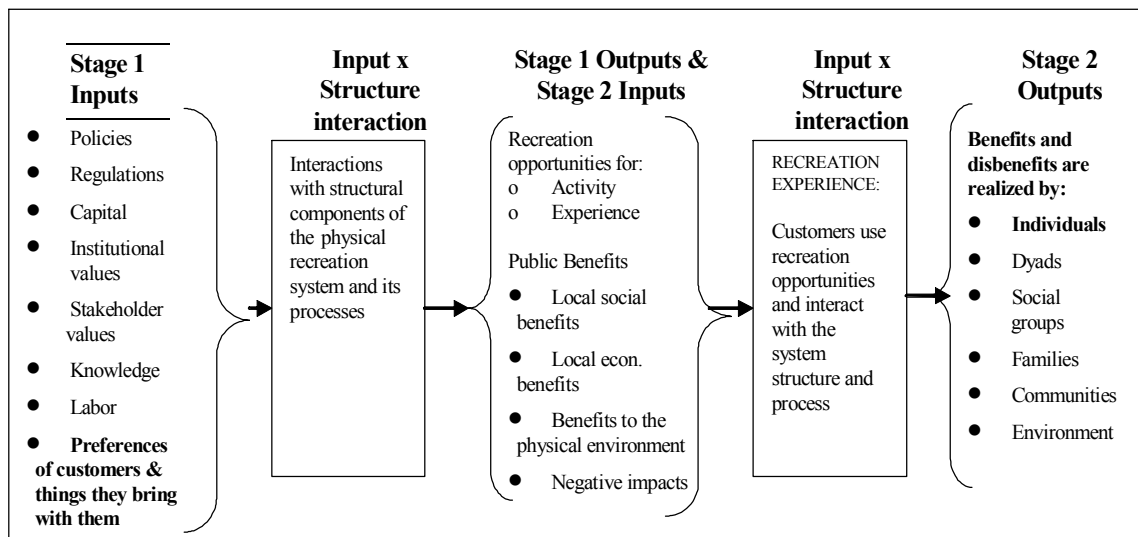 Stage 1
Inputs
● Policies
● Regulations
● Capital
● Institutional
values
● Stakeholder
values
● Knowledge
● Labor
● Preferences
of customers &
things they bring
with them
Input x
Structure
interaction
Interactions
with structural
components of
the physical
recreation
system and its
processes
Stage 1 Outputs &
Stage 2 Inputs
Recreation
opportunities for:
o Activity
o Experience
Public Benefits
● Local social
benefits
● Local econ.
benefits
● Benefits to the
physical environment
● Negative impacts
Input x
Structure
interaction
RECREATION
EXPERIENCE:
Customers use
recreation
opportunities
and interact
with the
system
structure and
process
Stage 2
Outputs
Benefits and
disbenefits are
realized by:
● Individuals
● Dyads
● Social
groups
● Families
● Communities
● Environment